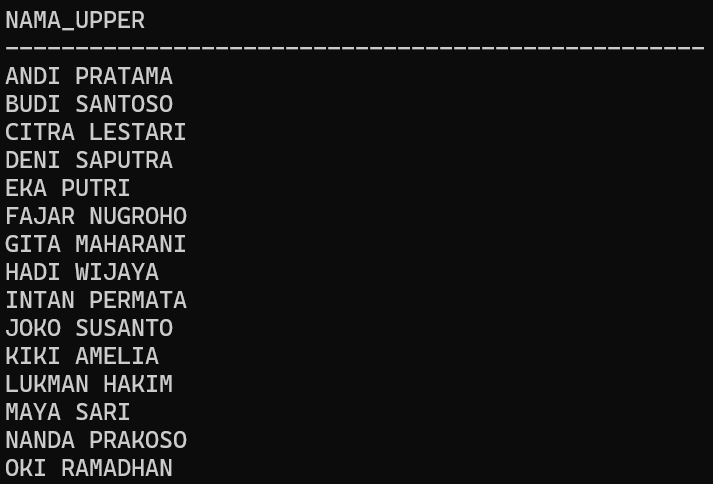 NAMA_UPPER
--------------------------------------------------
ANDI PRATAMA
BUDI SANTOSO
CITRA LESTARI
DENI SAPUTRA
EKA PUTRI
FAJAR NUGROHO
GITA MAHARANI
HADI WIJAYA
INTAN PERMATA
JOKO SUSANTO
KIKI AMELIA
LUKMAN HAKIM
MAYA SARI
NANDA PRAKOSO
OKI RAMADHAN